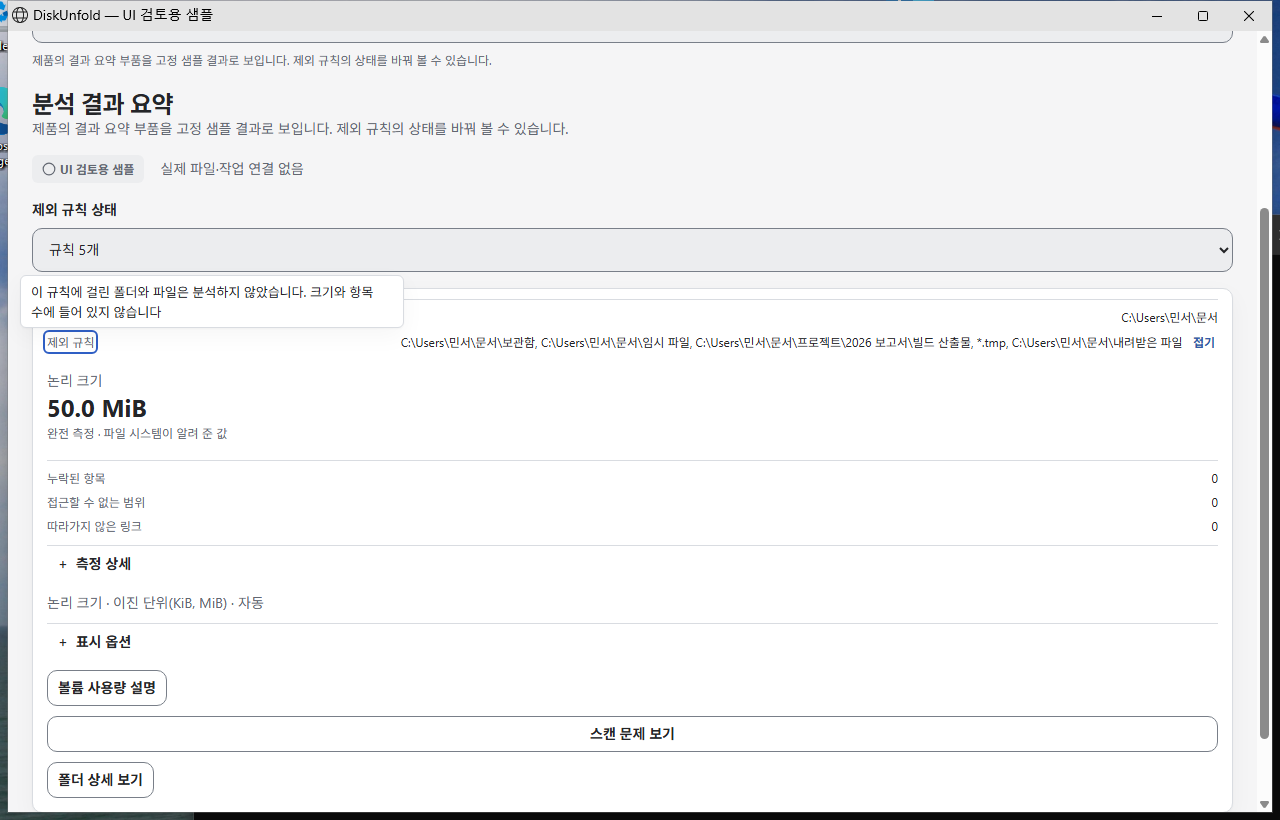 DiskUnfold — UI 검토용 샘플
제품의 결과 요약 부품을 고정 샘플 결과로 보입니다. 제외 규칙의 상태를 바꿔 볼 수 있습니다.
분석 결과 요약
제품의 결과 요약 부품을 고정 샘플 결과로 보입니다. 제외 규칙의 상태를 바꿔 볼 수 있습니다.
UI 검토용 샘플 실제 파일·작업 연결 없음
제외 규칙 상태
규칙 5개
이 규칙에 걸린 폴더와 파일은 분석하지 않았습니다. 크기와 항목
수에 들어 있지 않습니다
C:\Users\민서\문서
제외 규칙 C:\Users\민서\문서\보관함, C:\Users\민서\문서\임시 파일, C:\Users\민서\문서\프로젝트\2026 보고서\빌드 산출물, *.tmp, C:\Users\민서\문서\내려받은 파일 접기
논리 크기
50.0 MiB
완전 측정 · 파일 시스템이 알려 준 값
누락된 항목 0
접근할 수 없는 범위 0
따라가지 않은 링크 0
+ 측정 상세
논리 크기 · 이진 단위(KiB, MiB) · 자동
+ 표시 옵션
볼륨 사용량 설명
스캔 문제 보기
폴더 상세 보기